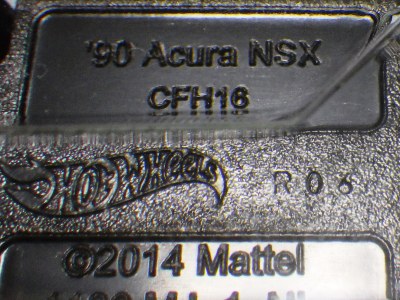 '90 Acura NSX
CFH16
HOT WHEELS R06
©2014 Mattel